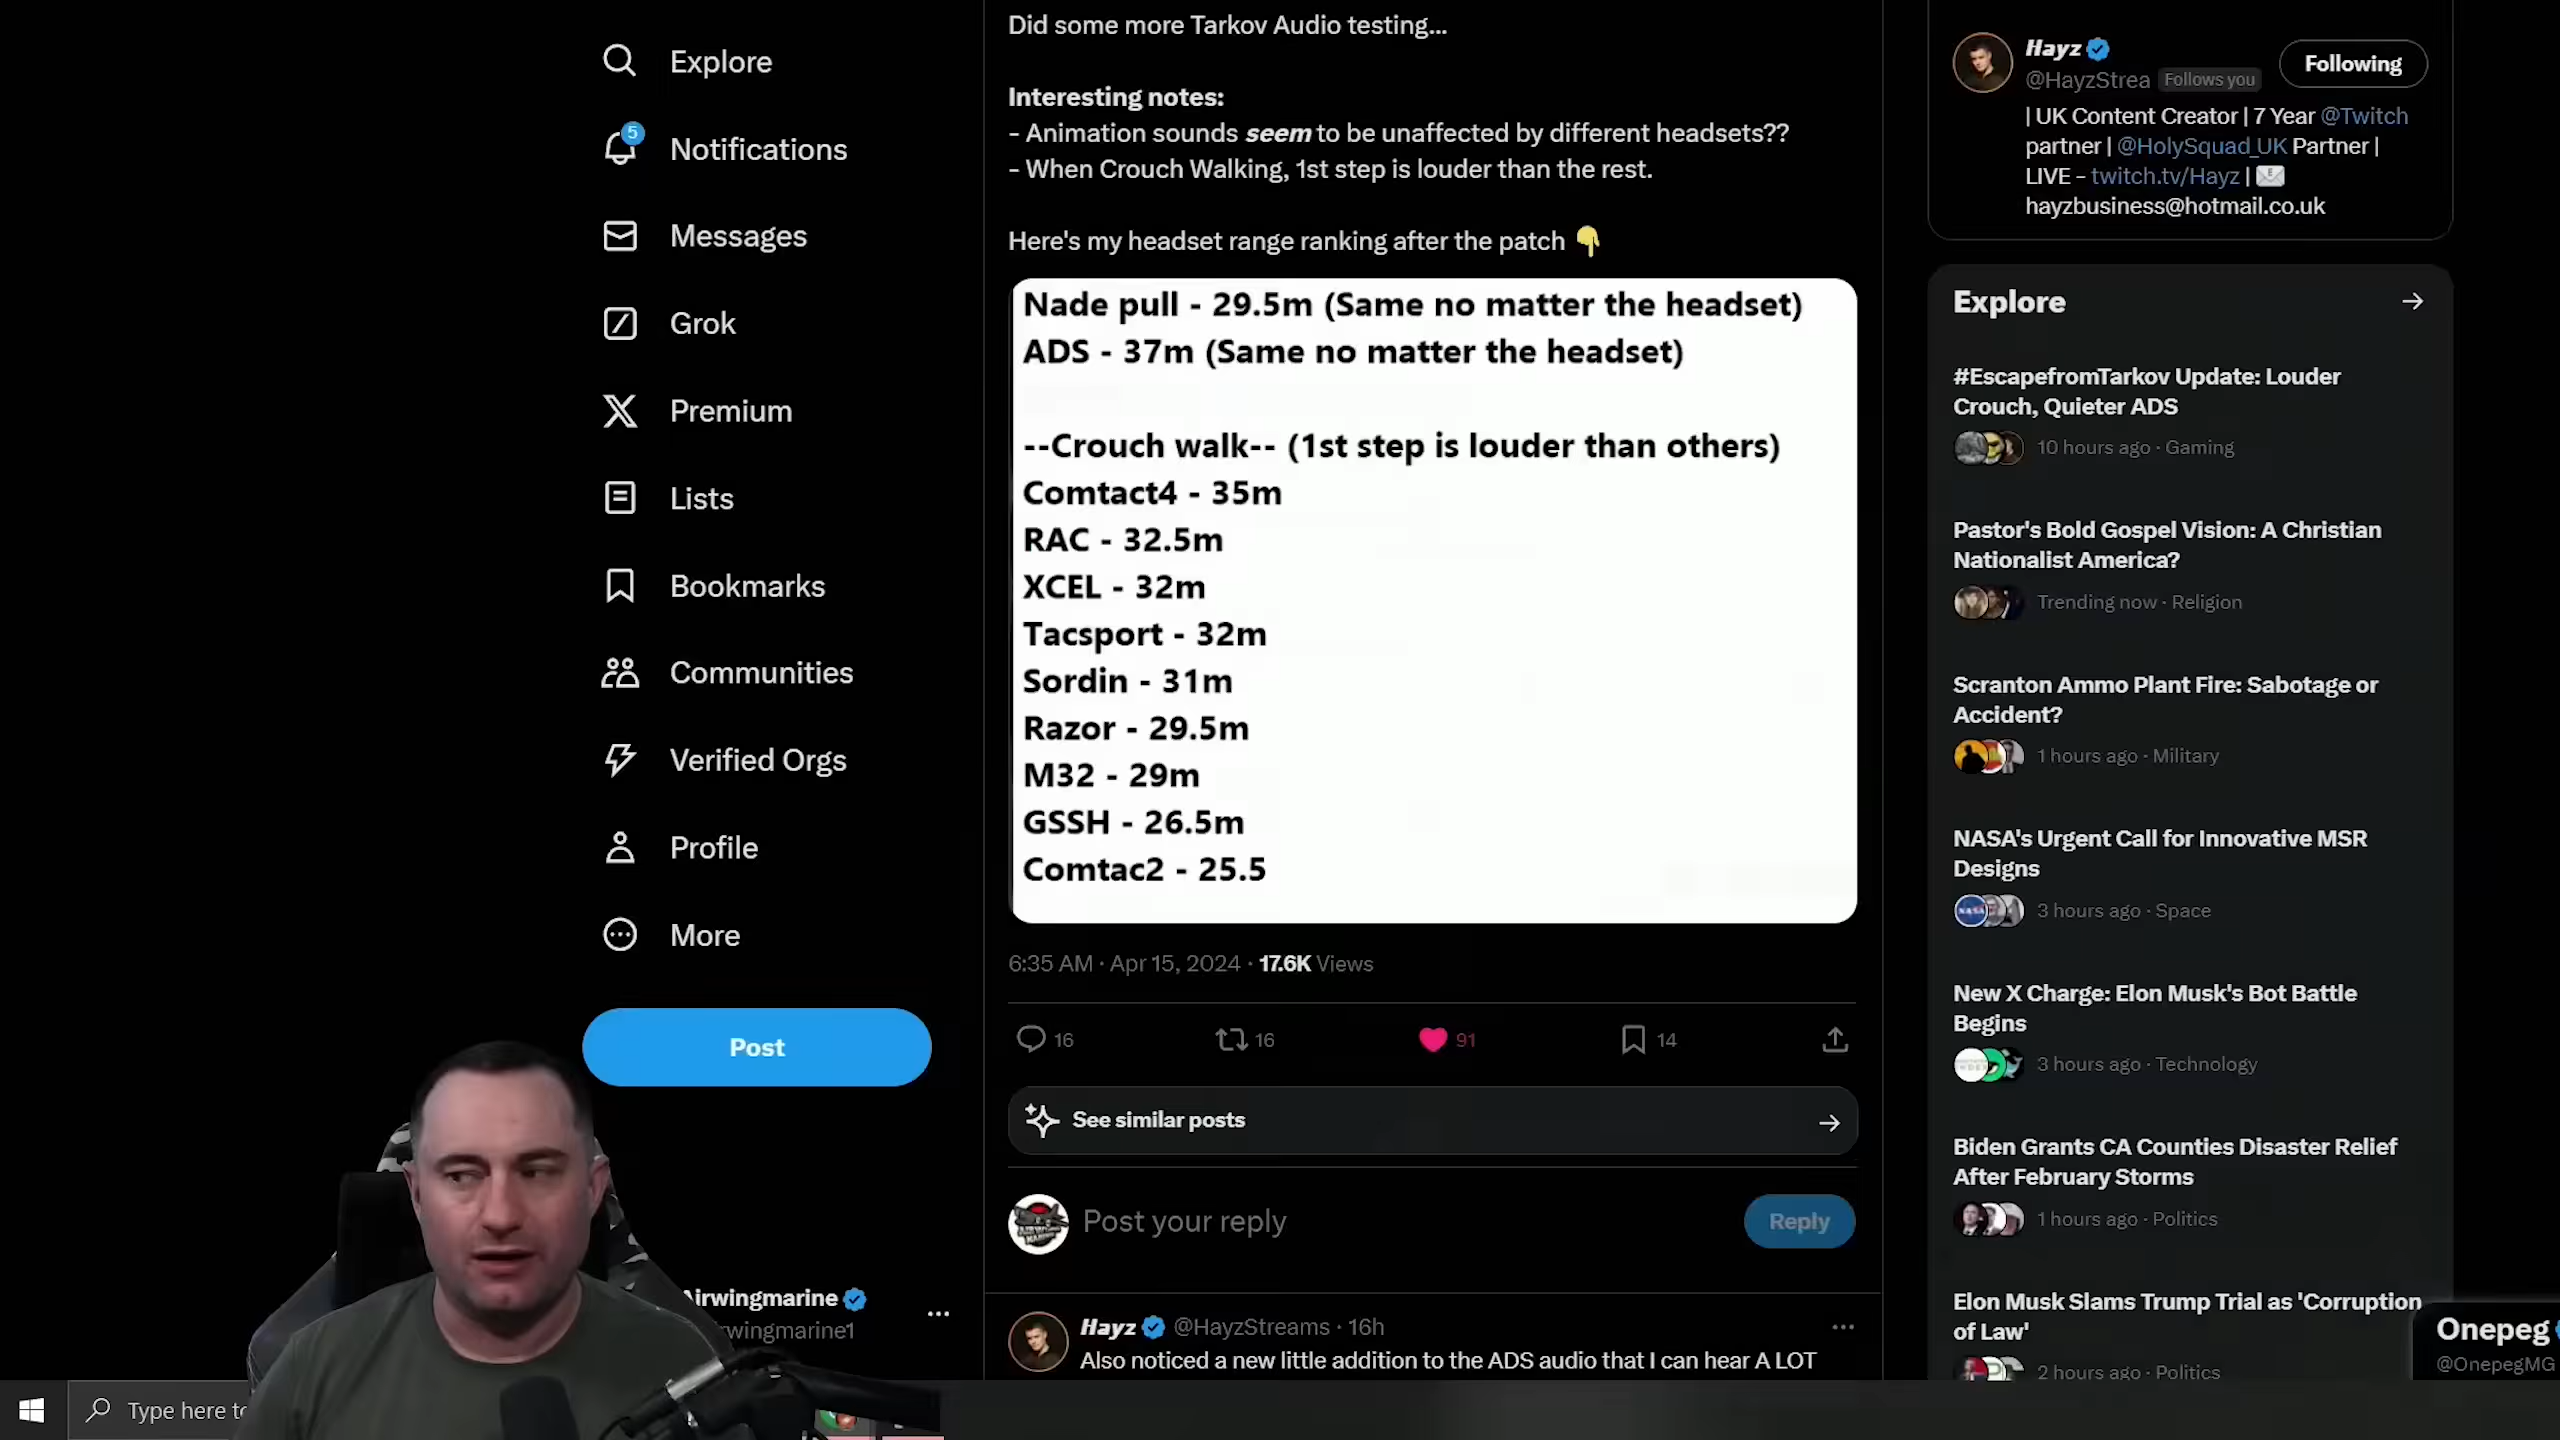 Explore
Notifications
5
Messages
Grok
Premium
Lists
Bookmarks
Communities
Verified Orgs
Profile
More
Post
Airwingmarine
rwingmarine1
Did some more Tarkov Audio testing...
Interesting notes:
- Animation sounds seem to be unaffected by different headsets??
- When Crouch Walking, 1st step is louder than the rest.
Here's my headset range ranking after the patch 👇
Nade pull - 29.5m (Same no matter the headset)
ADS - 37m (Same no matter the headset)
--Crouch walk-- (1st step is louder than others)
Comtact4 - 35m
RAC - 32.5m
XCEL - 32m
Tacsport - 32m
Sordin - 31m
Razor - 29.5m
M32 - 29m
GSSH - 26.5m
Comtac2 - 25.5
6:35 AM · Apr 15, 2024 · 17.6K Views
16 16 91 14
See similar posts
Post your reply
Reply
Hayz @HayzStreams · 16h
Also noticed a new little addition to the ADS audio that I can hear A LOT
Hayz
@HayzStrea Follows you
Following
| UK Content Creator | 7 Year @Twitch
partner | @HolySquad_UK Partner |
LIVE - twitch.tv/Hayz | 📧
hayzbusiness@hotmail.co.uk
Explore
#EscapefromTarkov Update: Louder
Crouch, Quieter ADS
10 hours ago · Gaming
Pastor's Bold Gospel Vision: A Christian
Nationalist America?
Trending now · Religion
Scranton Ammo Plant Fire: Sabotage or
Accident?
1 hours ago · Military
NASA's Urgent Call for Innovative MSR
Designs
NASA
3 hours ago · Space
New X Charge: Elon Musk's Bot Battle
Begins
3 hours ago · Technology
Biden Grants CA Counties Disaster Relief
After February Storms
1 hours ago · Politics
Elon Musk Slams Trump Trial as 'Corruption
of Law'
2 hours ago · Politics
Onepeg
@OnepegMG
Type here to